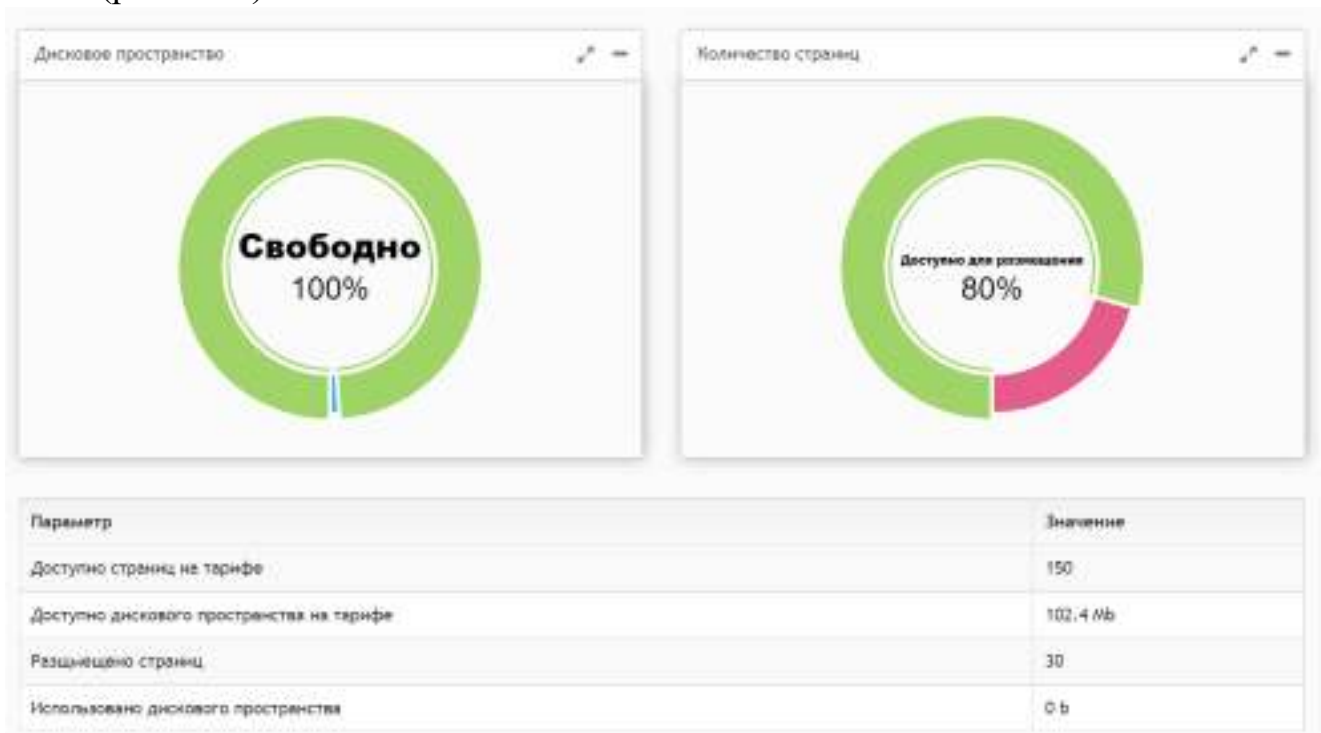 Дисковое пространство
Количество страниц
Свободно
100%
Доступно для размещения
80%
Параметр
Значение
Доступно страниц на тарифе
150
Доступно дискового пространства на тарифе
102.4 Mb
Разщмещено страниц
30
Использовано дискового пространства
0 b